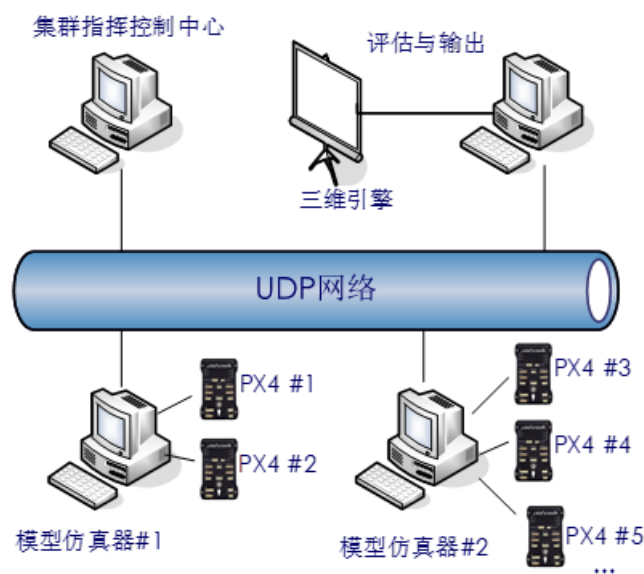 集群指挥控制中心
评估与输出
三维引擎
UDP网络
PX4 #1
PX4 #2
模型仿真器#1
PX4 #3
PX4 #4
PX4 #5
模型仿真器#2
...